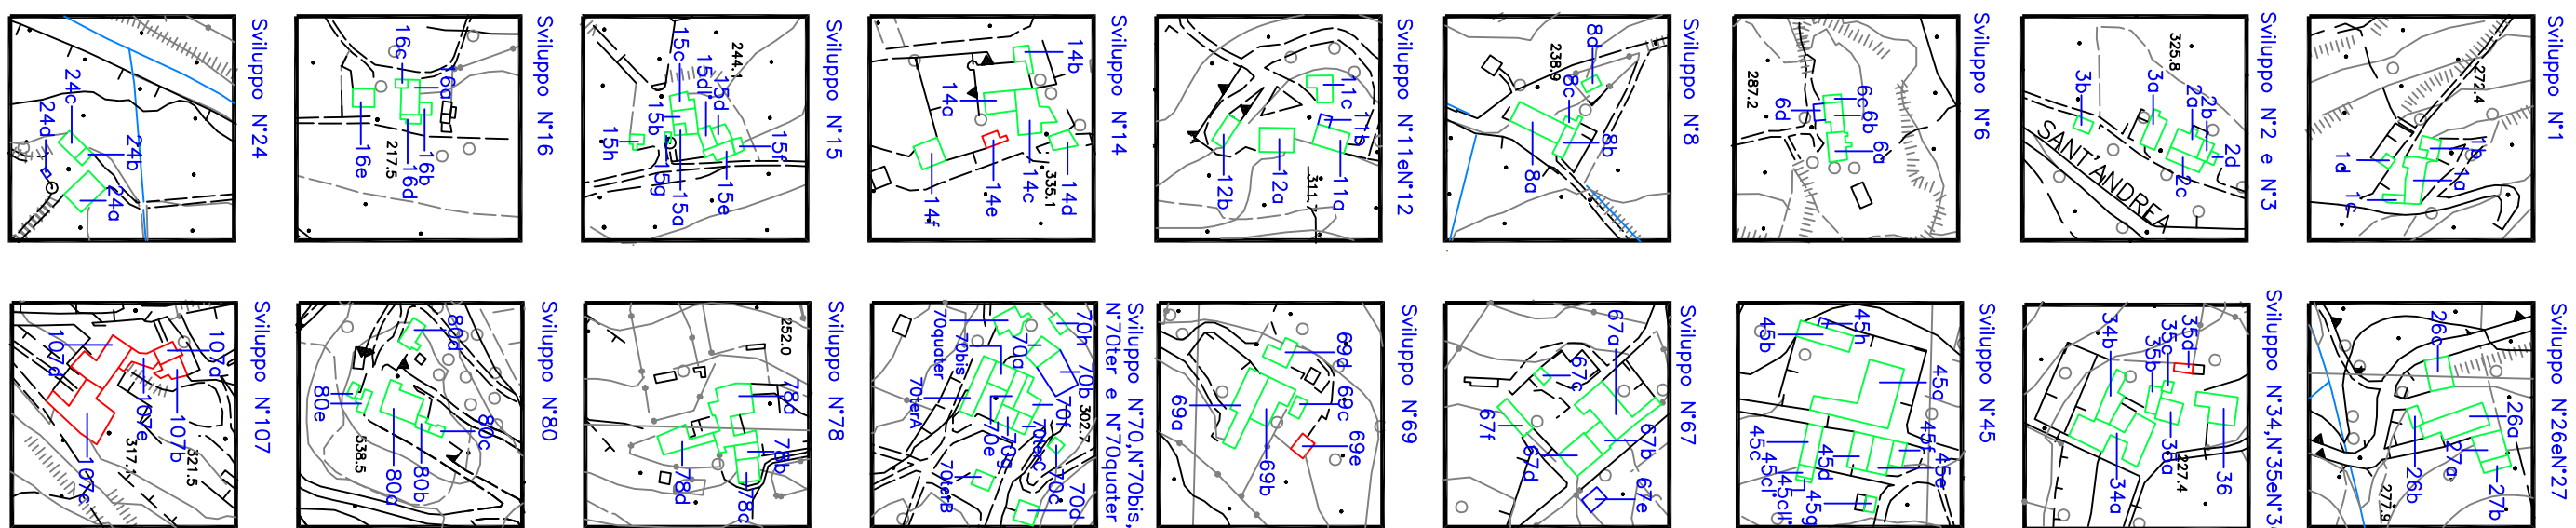 Sviluppo N°24
24c
24d
24b
24a
Sviluppo N°16
16c
16a
16e
217.5
16b
16d
Sviluppo N°15
244.1
15c
15d'
15d
15b
15h
15f
15g
15a
15e
Sviluppo N°14
14b
14a
14f
14e
14c
335.1
14d
Sviluppo N°11eN°12
11c
11b
12b
12a
311.7
11a
Sviluppo N°8
8d
238.9
8c
8b
8a
Sviluppo N°6
287.2
6c
6b
6d
6a
Sviluppo N°2 e N°3
325.8
3b
3a
2a
2b
2d
2c
SANT'ANDREA
Sviluppo N°1
272.4
1b
1d
1a
1c
Sviluppo N°107
107d
107a
107e
107b
317.1
321.5
107c
Sviluppo N°80
80d
80e
538.5
80a
80b
80c
Sviluppo N°78
252.0
78a
78b
78d
78c
Sviluppo N°70,N°70bis,
N°70ter e N°70quater
70quater
70bis
70a
70h
70b
302.7
70terA
70f
70e
70g
70terC
70terB
70c
70d
Sviluppo N°69
69d
69c
69a
69b
69e
Sviluppo N°67
67a
67c
67f
67d
67b
67e
Sviluppo N°45
45b
45h
45a
45c
45d
45f
45e
45g
Sviluppo N°34,N°35eN°3
34b
35c
35d
35b
35a
227.4
34a
36
Sviluppo N°26eN°27
26c
26a
27a
26b
27b
277.9